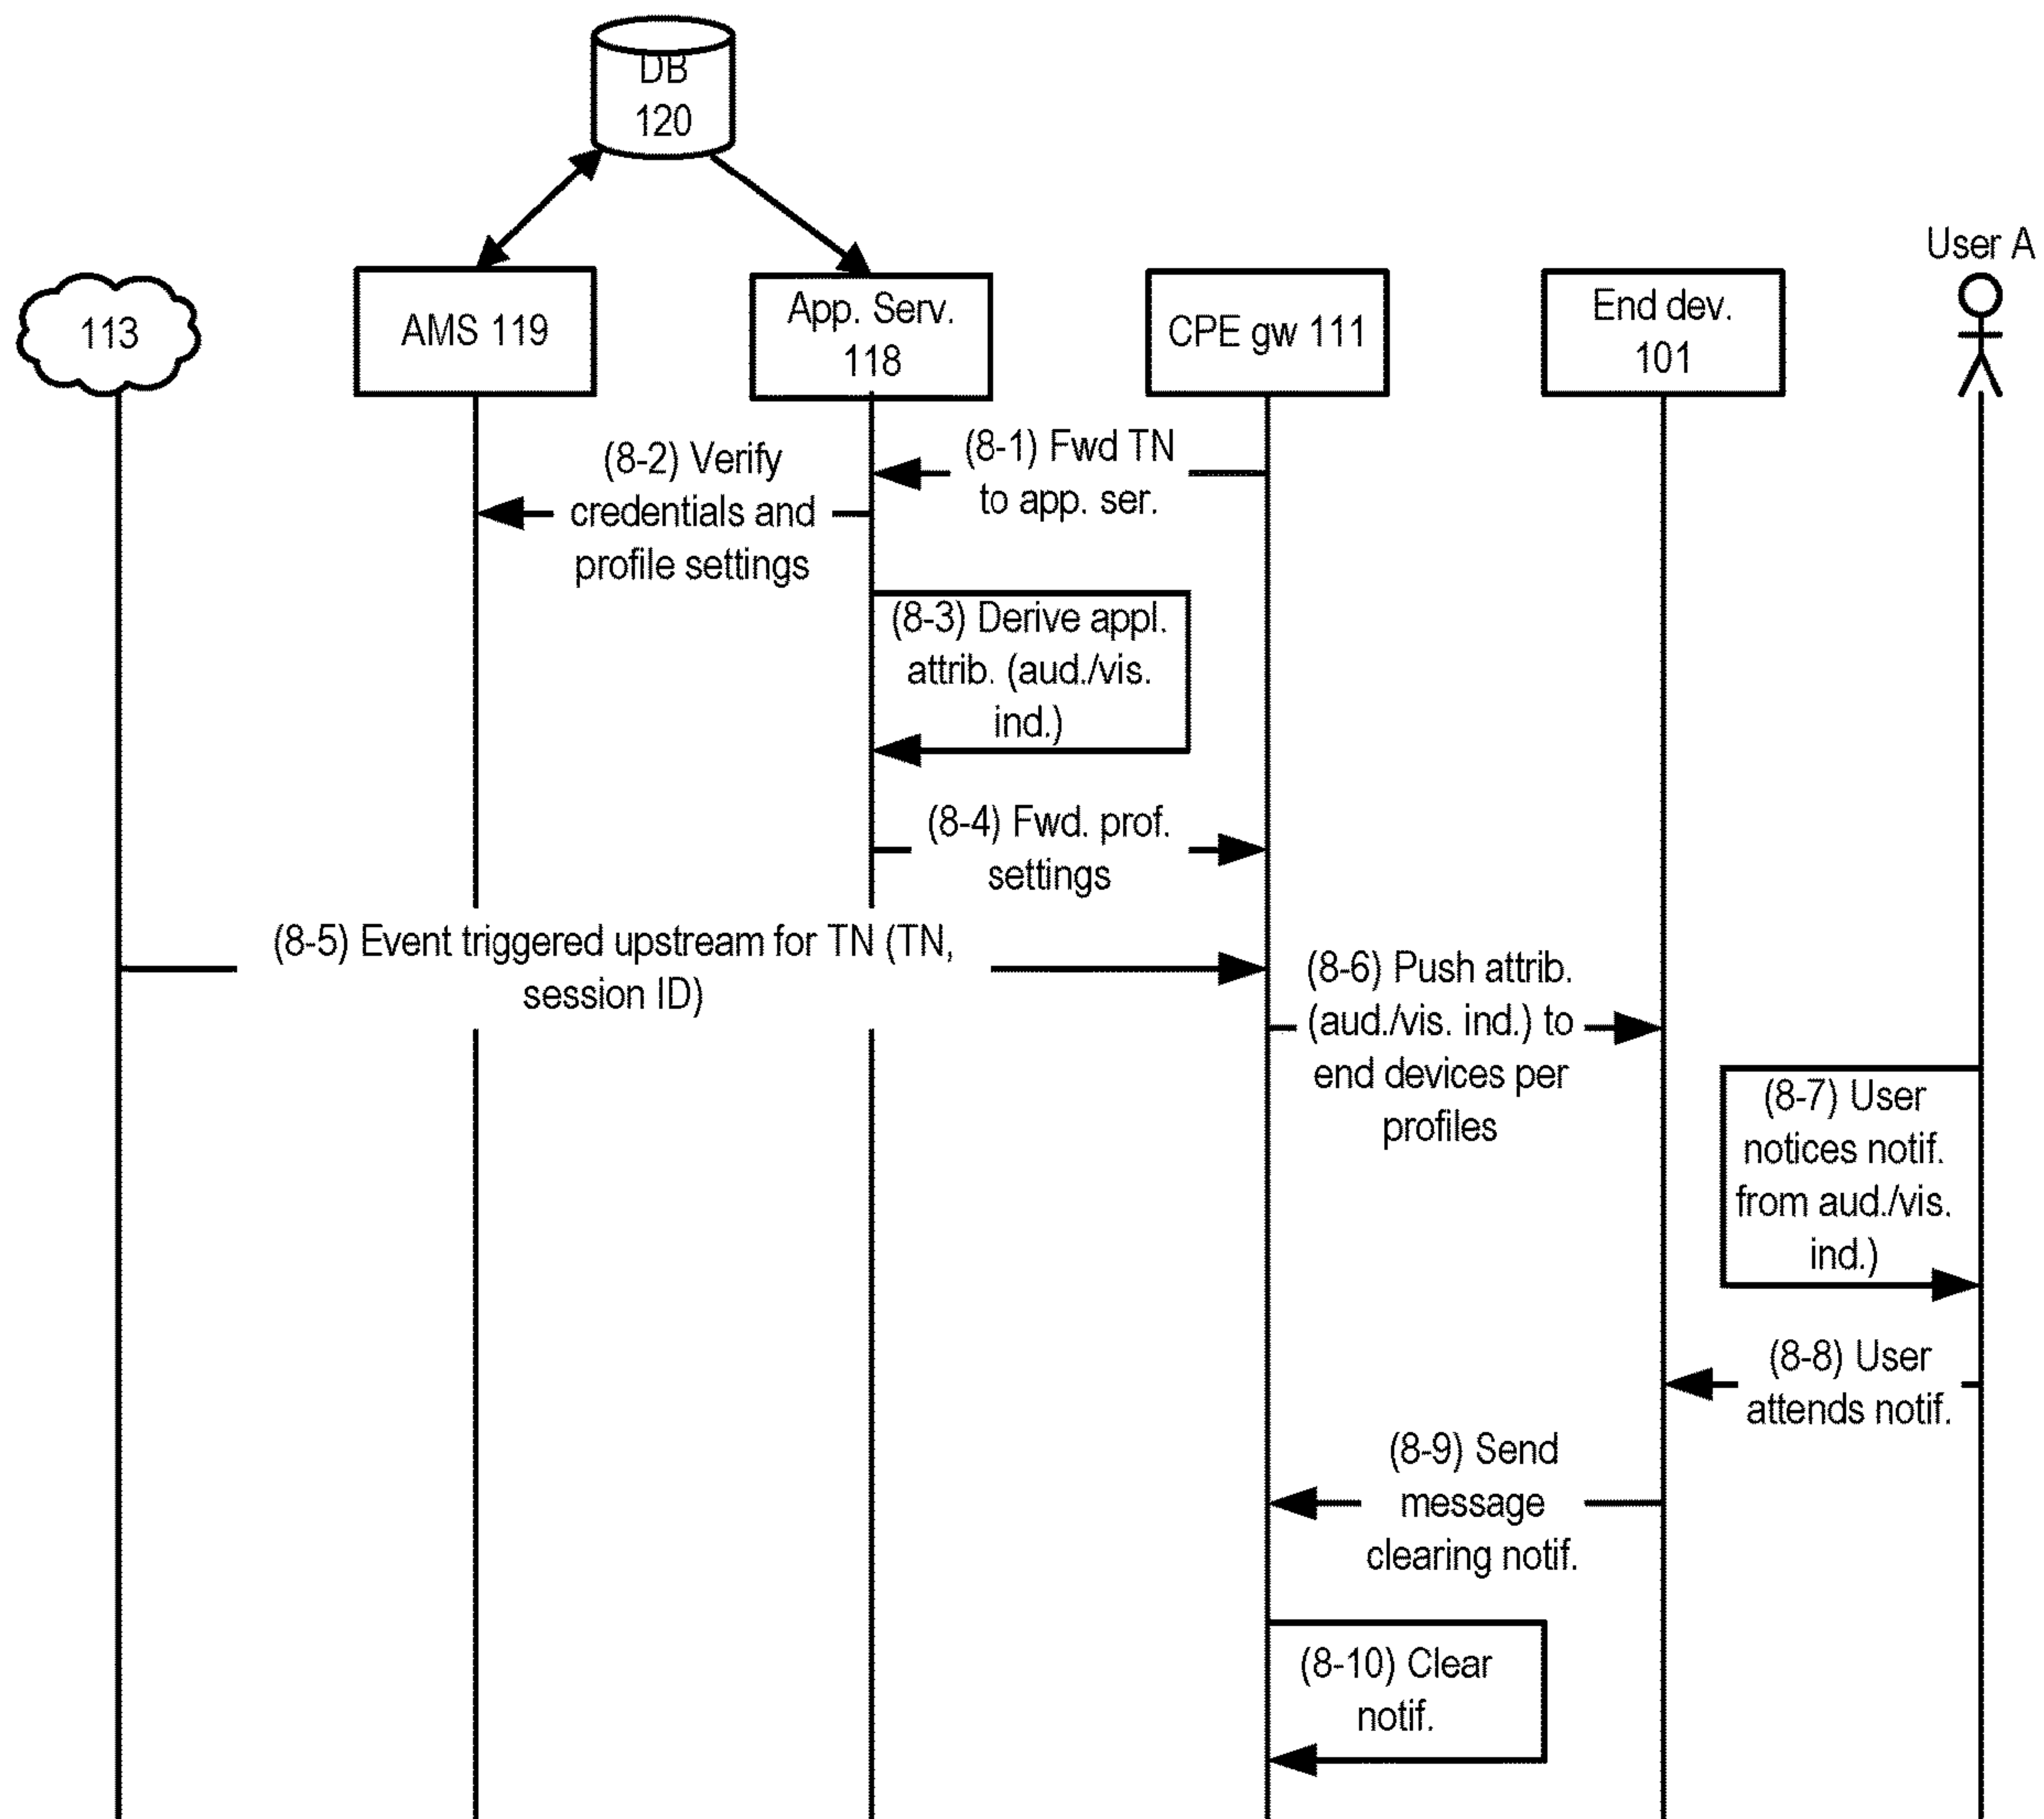 DB
120
User A
113
AMS 119
App. Serv.
118
CPE gw 111
End dev.
101
(8-1) Fwd TN
to app. ser.
(8-2) Verify
credentials and
profile settings
(8-3) Derive appl.
attrib. (aud./vis.
ind.)
(8-4) Fwd. prof.
settings
(8-5) Event triggered upstream for TN (TN,
session ID)
(8-6) Push attrib.
(aud./vis. ind.) to
end devices per
profiles
(8-7) User
notices notif.
from aud./vis.
ind.)
(8-8) User
attends notif.
(8-9) Send
message
clearing notif.
(8-10) Clear
notif.